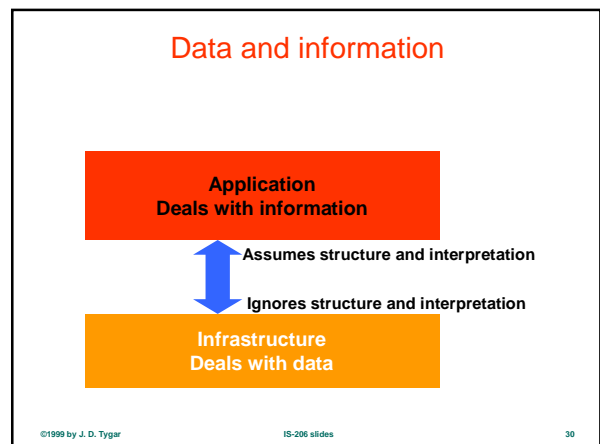 Data and information
Application
Deals with information
Assumes structure and interpretation
Ignores structure and interpretation
Infrastructure
Deals with data
©1999 by J. D. Tygar
IS-206 slides
30